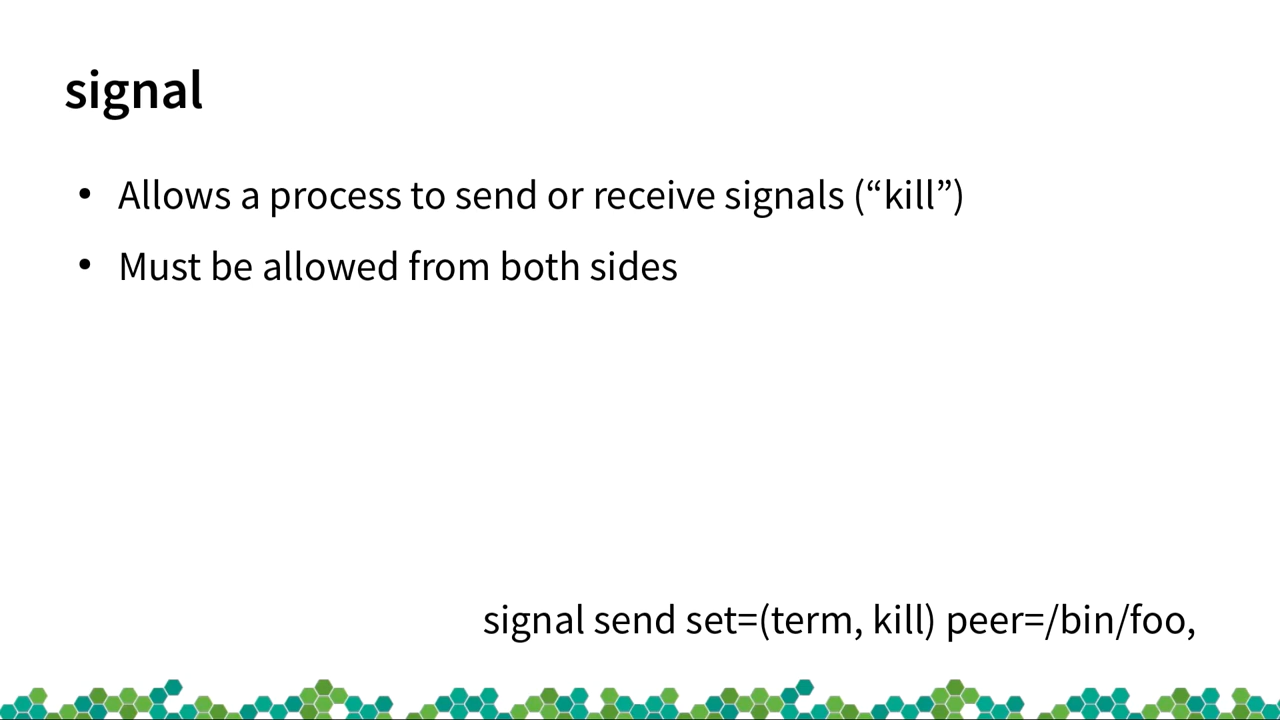 signal
• Allows a process to send or receive signals (“kill”)
• Must be allowed from both sides
signal send set=(term, kill) peer=/bin/foo,